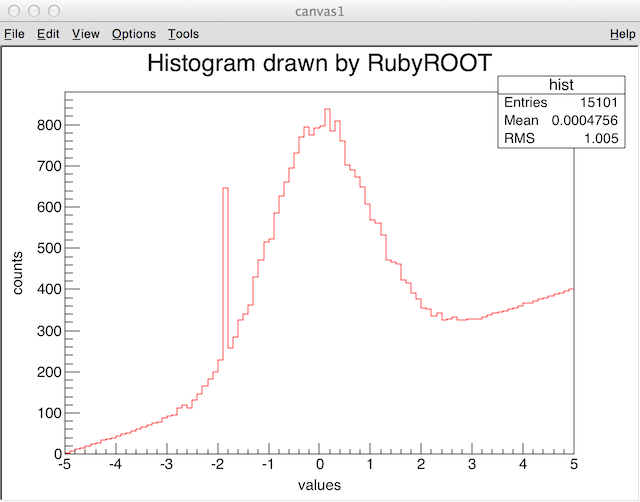 canvas1
File Edit View Options Tools Help
Histogram drawn by RubyROOT
hist
Entries 15101
Mean 0.0004756
RMS 1.005
counts
800
700
600
500
400
300
200
100
0
-5 -4 -3 -2 -1 0 1 2 3 4 5
values